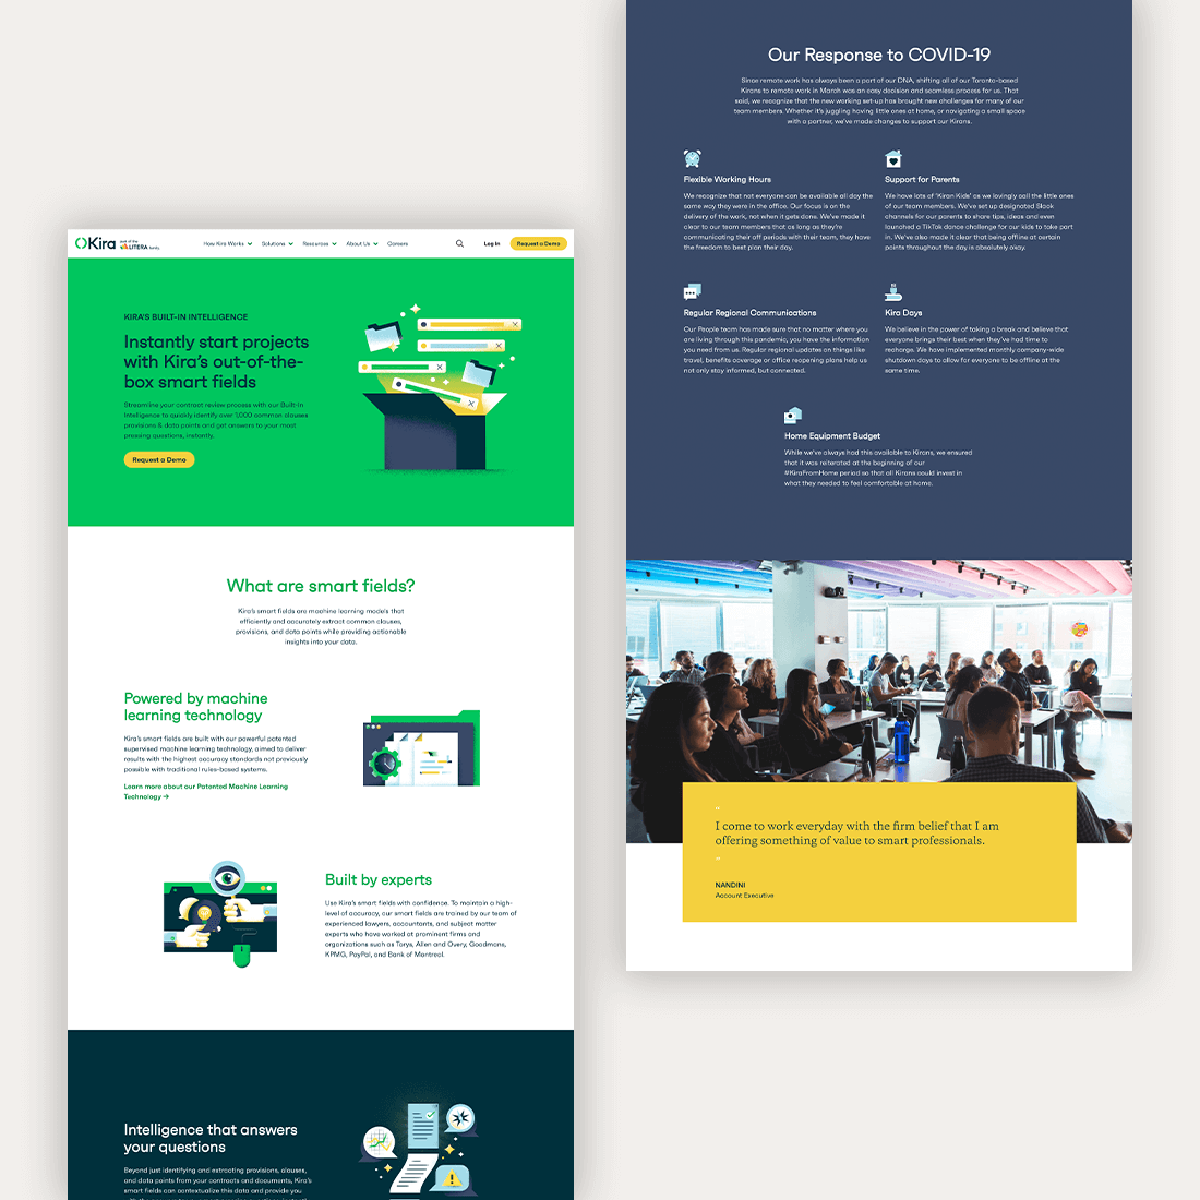 Kira
LITERA
How Kira Works
Solutions
Resources
About Us
Careers
Log In
Request a Demo
KIRA'S BUILT-IN INTELLIGENCE
Instantly start projects
with Kira's out-of-the-
box smart fields
Streamline your contract review process with our Built-In
Intelligence to quickly identify over 1,000 common clauses
provisions & data points and get answers to your most
pressing questions, instantly.
Request a Demo
What are smart fields?
Kira's smart fields are machine learning models that
efficiently and accurately extract common clauses,
provisions, and data points while providing actionable
insights into your data.
Powered by machine
learning technology
Kira's smart fields are built with our powerful patented
supervised machine learning technology, aimed to deliver
results with the highest accuracy standards not previously
possible with traditional rules-based systems.
Learn more about our Patented Machine Learning
Technology →
Built by experts
Use Kira's smart fields with confidence. To maintain a high-
level of accuracy, our smart fields are trained by our team of
experienced lawyers, accountants, and subject matter
experts who have worked at prominent firms and
organizations such as Torys, Allen and Overy, Goodmans,
KPMG, PayPal, and Bank of Montreal.
Intelligence that answers
your questions
Beyond just identifying and extracting provisions, clauses,
and data points from your contracts and documents, Kira's
smart fields can contextualize this data and provide you
Our Response to COVID-19
Since remote work has always been a part of our DNA, shifting all of our Toronto-based
Kirans to remote work in March was an easy decision and seamless process for us. That
said, we recognize that the new working set-up has brought new challenges for many of our
team members. Whether it's juggling having little ones at home, or navigating a small space
with a partner, we've made changes to support our Kirans.
Flexible Working Hours
We recognize that not everyone can be available all day the
same way they were in the office. Our focus is on the
delivery of the work, not when it gets done. We've made it
clear to our team members that as long as they're
communicating their off periods with their team, they have
the freedom to best plan their day.
Support for Parents
We have lots of 'Kiran Kids' as we lovingly call the little ones
of our team members. We've set up designated Slack
channels for our parents to share tips, ideas and even
launched a TikTok dance challenge for our kids to take part
in. We've also made it clear that being offline at certain
points throughout the day is absolutely okay.
Regular Regional Communications
Our People team has made sure that no matter where you
are living through this pandemic, you have the information
you need from us. Regular regional updates on things like
travel, benefits coverage or office reopening plans help us
not only stay informed, but connected.
Kira Days
We believe in the power of taking a break and believe that
everyone brings their best when they've had time to
recharge. We have implemented monthly company-wide
shutdown days to allow for everyone to be offline at the
same time.
Home Equipment Budget
While we've always had this available to Kirans, we ensured
that it was reiterated at the beginning of our
#KiraFromHome period so that all Kirans could invest in
what they needed to feel comfortable at home.
"
I come to work everyday with the firm belief that I am
offering something of value to smart professionals.
"
NANDINI
Account Executive